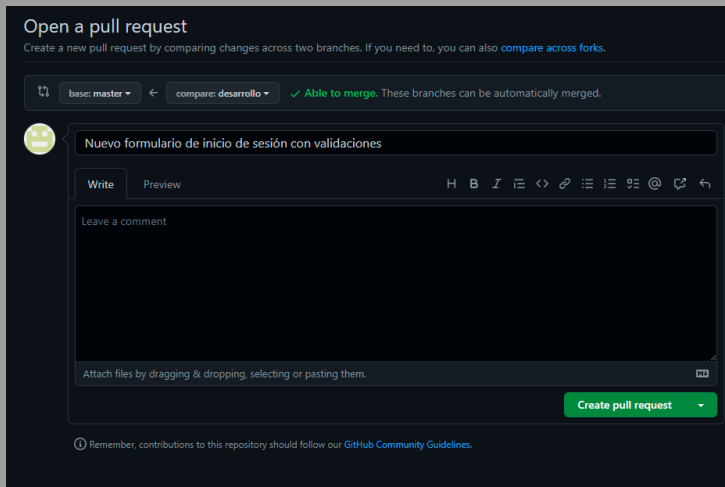 Open a pull request
Create a new pull request by comparing changes across two branches. If you need to, you can also compare across forks.
base: master ← compare: desarrollo ✓ Able to merge. These branches can be automatically merged.
Nuevo formulario de inicio de sesión con validaciones
Write Preview
Leave a comment
Attach files by dragging & dropping, selecting or pasting them.
Create pull request
Remember, contributions to this repository should follow our GitHub Community Guidelines.